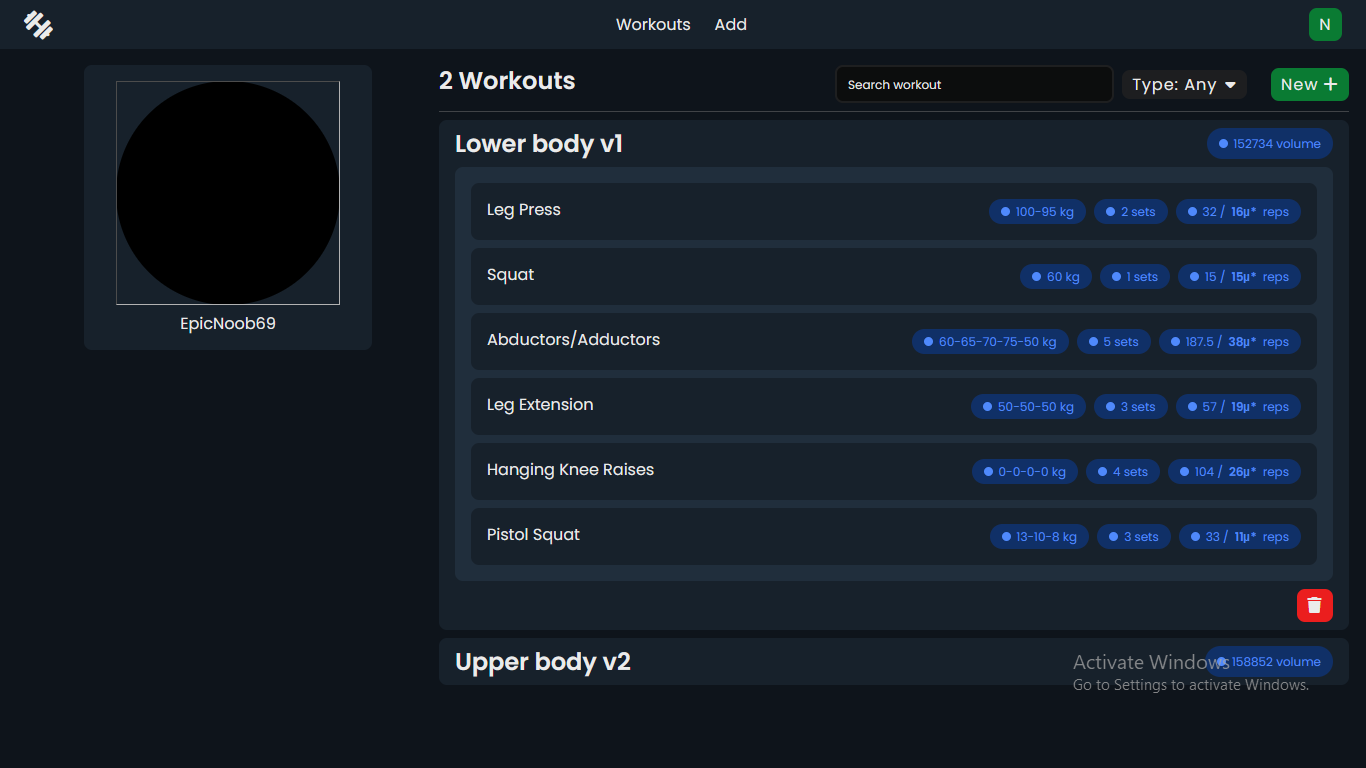 Workouts Add N
EpicNoob69
2 Workouts Search workout Type: Any New +
Lower body v1 152734 volume
Leg Press 100-95 kg 2 sets 32 / 16µ* reps
Squat 60 kg 1 sets 15 / 15µ* reps
Abductors/Adductors 60-65-70-75-50 kg 5 sets 187.5 / 38µ* reps
Leg Extension 50-50-50 kg 3 sets 57 / 19µ* reps
Hanging Knee Raises 0-0-0-0 kg 4 sets 104 / 26µ* reps
Pistol Squat 13-10-8 kg 3 sets 33 / 11µ* reps
Upper body v2 158852 volume
Activate Windows
Go to Settings to activate Windows.